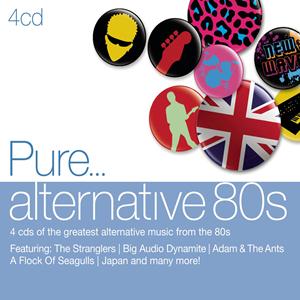 4cd
NEW
WAVE
Pure...
alternative 80s
4 cds of the greatest alternative music from the 80s
Featuring: The Stranglers | Big Audio Dynamite | Adam & The Ants
A Flock Of Seagulls | Japan and many more!